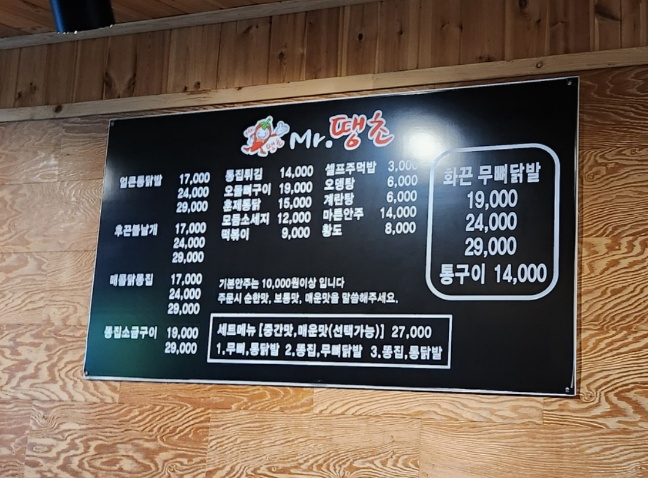 Mr.땡초
얼큰통닭발 17,000
24,000
29,000
후끈불날개 17,000
24,000
29,000
매콤닭똥집 17,000
24,000
29,000
똥집소금구이 19,000
29,000
똥집튀김 14,000
오돌뼈구이 19,000
훈제통닭 15,000
모듬소세지 12,000
떡볶이 9,000
셀프주먹밥 3,000
오뎅탕 6,000
계란탕 6,000
마른안주 14,000
황도 8,000
화끈 무뼈닭발
19,000
24,000
29,000
통구이 14,000
기본안주는 10,000원이상 입니다
주문시 순한맛, 보통맛, 매운맛을 말씀해주세요.
세트메뉴 [중간맛,매운맛(선택가능)] 27,000
1.무뼈,통닭발 2.똥집,무뼈닭발 3.똥집,통닭발